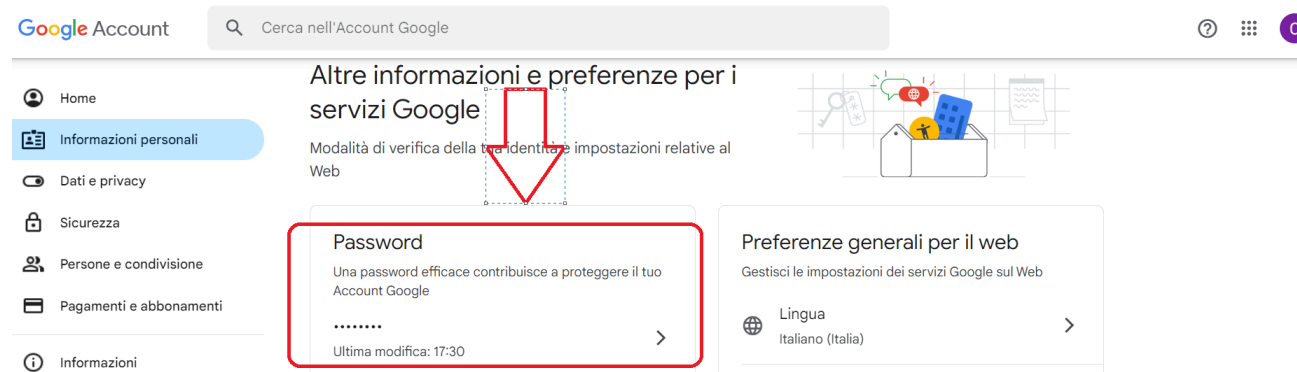 Google Account
Cerca nell'Account Google
Home
Informazioni personali
Dati e privacy
Sicurezza
Persone e condivisione
Pagamenti e abbonamenti
Informazioni
Altre informazioni e preferenze per i
servizi Google
Modalità di verifica della tua identità e impostazioni relative al
Web
Password
Una password efficace contribuisce a proteggere il tuo
Account Google
••••••••
Ultima modifica: 17:30
Preferenze generali per il web
Gestisci le impostazioni dei servizi Google sul Web
Lingua
Italiano (Italia)